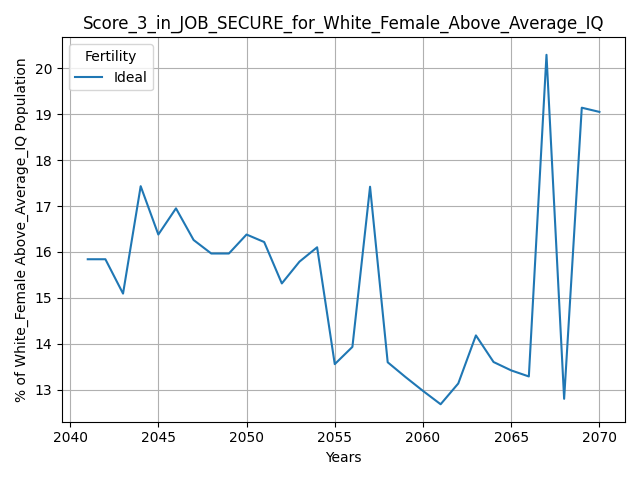 Score_3_in_JOB_SECURE_for_White_Female_Above_Average_IQ
% of White_Female Above_Average_IQ Population
Fertility
Ideal
20
19
18
17
16
15
14
13
2040 2045 2050 2055 2060 2065 2070
Years